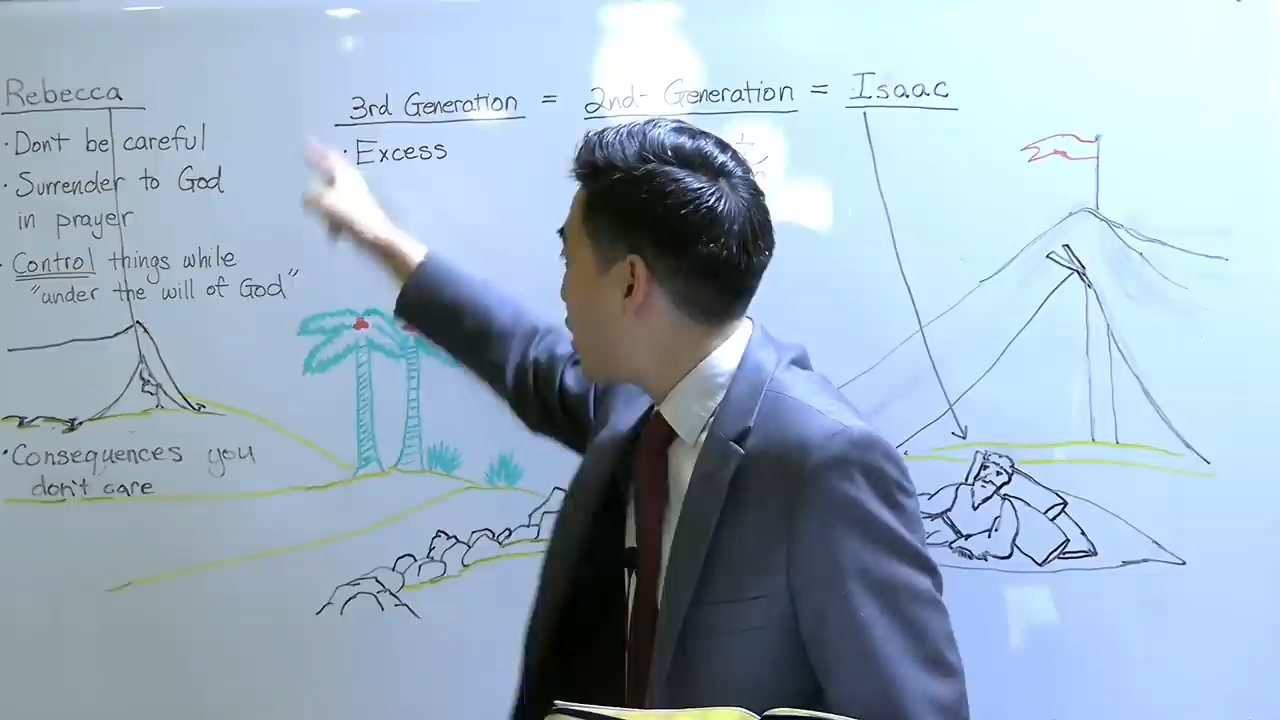 Rebecca
· Don't be careful
· Surrender to God
in prayer
· Control things while
"under the will of God"
· Consequences you
don't care
3rd Generation = 2nd- Generation = Isaac
· Excess